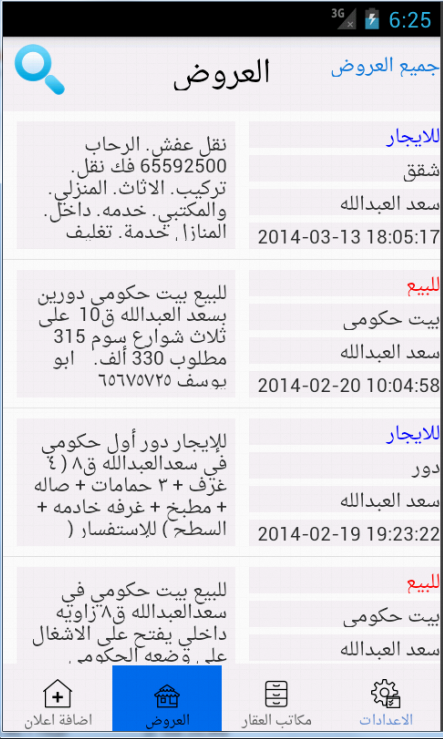 3G 6:25
جميع العروض
العروض
للايجار
شقق
سعد العبدالله
2014-03-13 18:05:17
نقل عفش. الرحاب
65592500 فك نقل.
تركيب. الاثاث. المنزلي.
والمكتبي. خدمه. داخل.
المنازل خدمة. تغليف
للبيع
بيت حكومي
سعد العبدالله
2014-02-20 10:04:58
للبيع بيت حكومي دورين
بسعد العبدالله ق10 على
ثلاث شوارع سوم 315
مطلوب 330 ألف. ابو
يوسف ٦٥٦٧٥٧٢٥
للايجار
دور
سعد العبدالله
2014-02-19 19:23:22
للإيجار دور أول حكومي
في سعدالعبدالله ق٨ ( ٤
غرف + ٣ حمامات + صاله
+ مطبخ + غرفه خادمه +
السطح ) للإستفسار (
للبيع
بيت حكومي
سعد العبدالله
للبيع بيت حكومي في
سعدالعبدالله ق٨ زاويه
داخلي يفتح على الاشغال
على وضعه الحكومي
الاعدادات
مكاتب العقار
العروض
اضافة اعلان